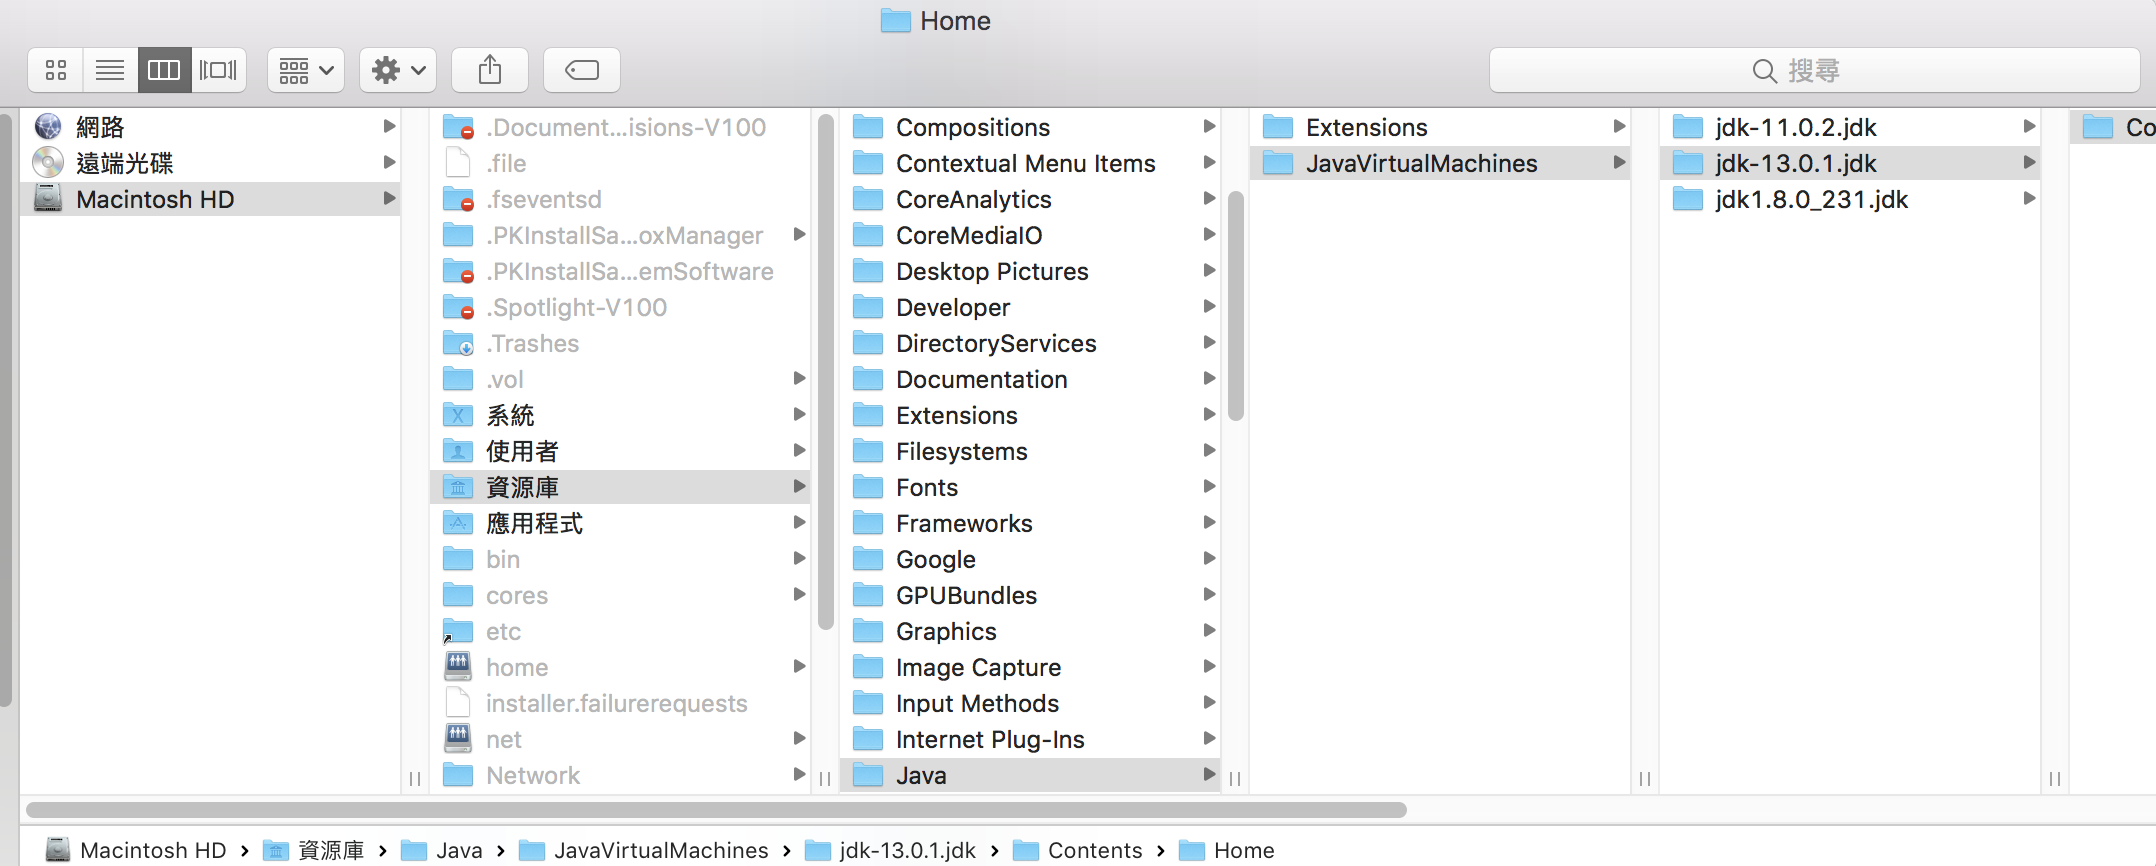 Home
搜尋
網路
遠端光碟
Macintosh HD
.Document...isions-V100
.file
.fseventsd
.PKInstallSa...oxManager
.PKInstallSa...emSoftware
.Spotlight-V100
.Trashes
.vol
系統
使用者
資源庫
應用程式
bin
cores
etc
home
installer.failurerequests
net
Network
Compositions
Contextual Menu Items
CoreAnalytics
CoreMediaIO
Desktop Pictures
Developer
DirectoryServices
Documentation
Extensions
Filesystems
Fonts
Frameworks
Google
GPUBundles
Graphics
Image Capture
Input Methods
Internet Plug-Ins
Java
Extensions
JavaVirtualMachines
jdk-11.0.2.jdk
jdk-13.0.1.jdk
jdk1.8.0_231.jdk
Co
Macintosh HD › 資源庫 › Java › JavaVirtualMachines › jdk-13.0.1.jdk › Contents › Home